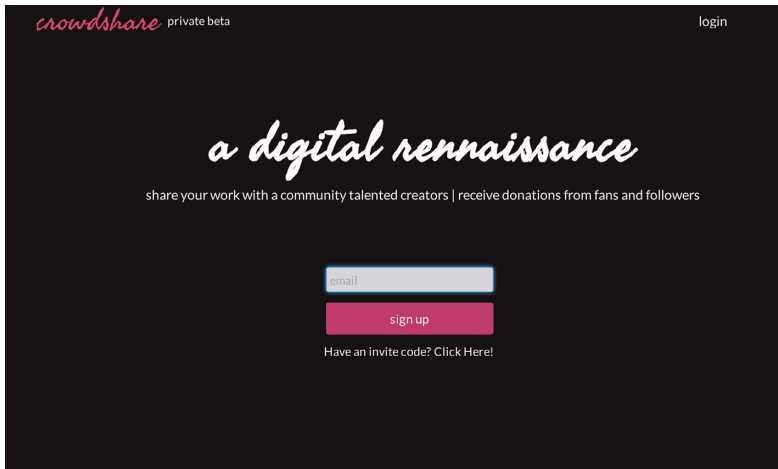 crowdshare private beta login
a digital rennaissance
share your work with a community talented creators | receive donations from fans and followers
email
sign up
Have an invite code? Click Here!